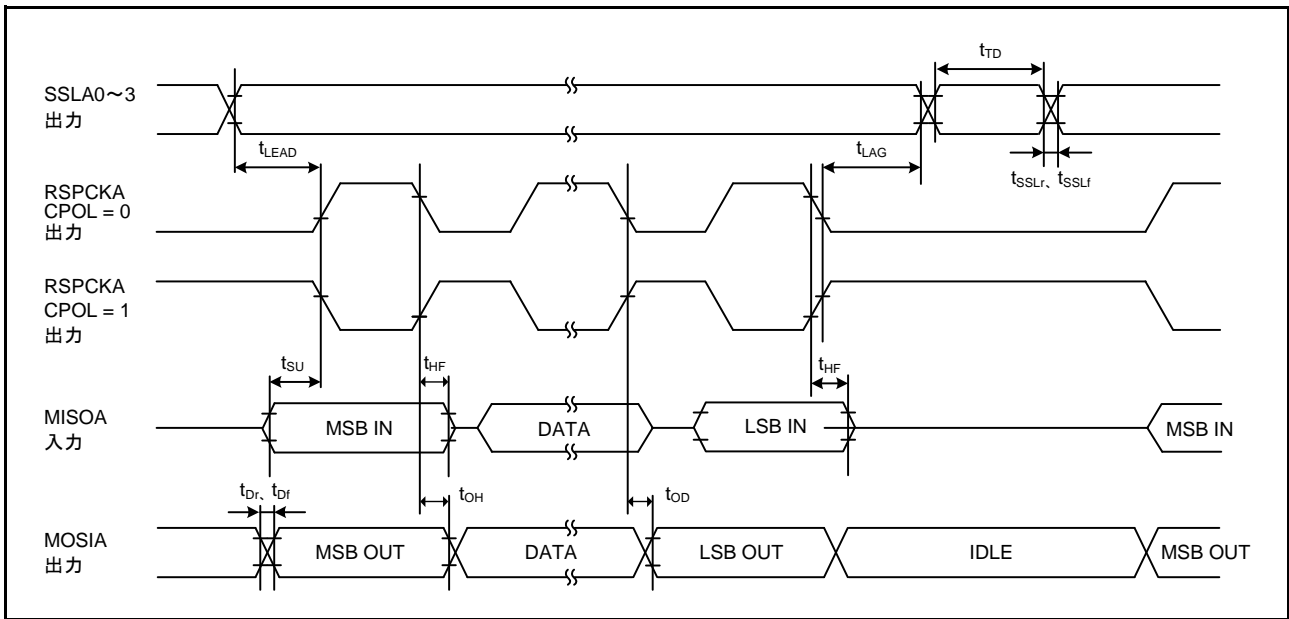 tTD
SSLA0～3
出力
tLEAD
tLAG
tSSLr、tSSLf
RSPCKA
CPOL = 0
出力
RSPCKA
CPOL = 1
出力
tSU
tHF
tHF
MISOA
入力
MSB IN
DATA
LSB IN
MSB IN
tDr、tDf
tOH
tOD
MOSIA
出力
MSB OUT
DATA
LSB OUT
IDLE
MSB OUT